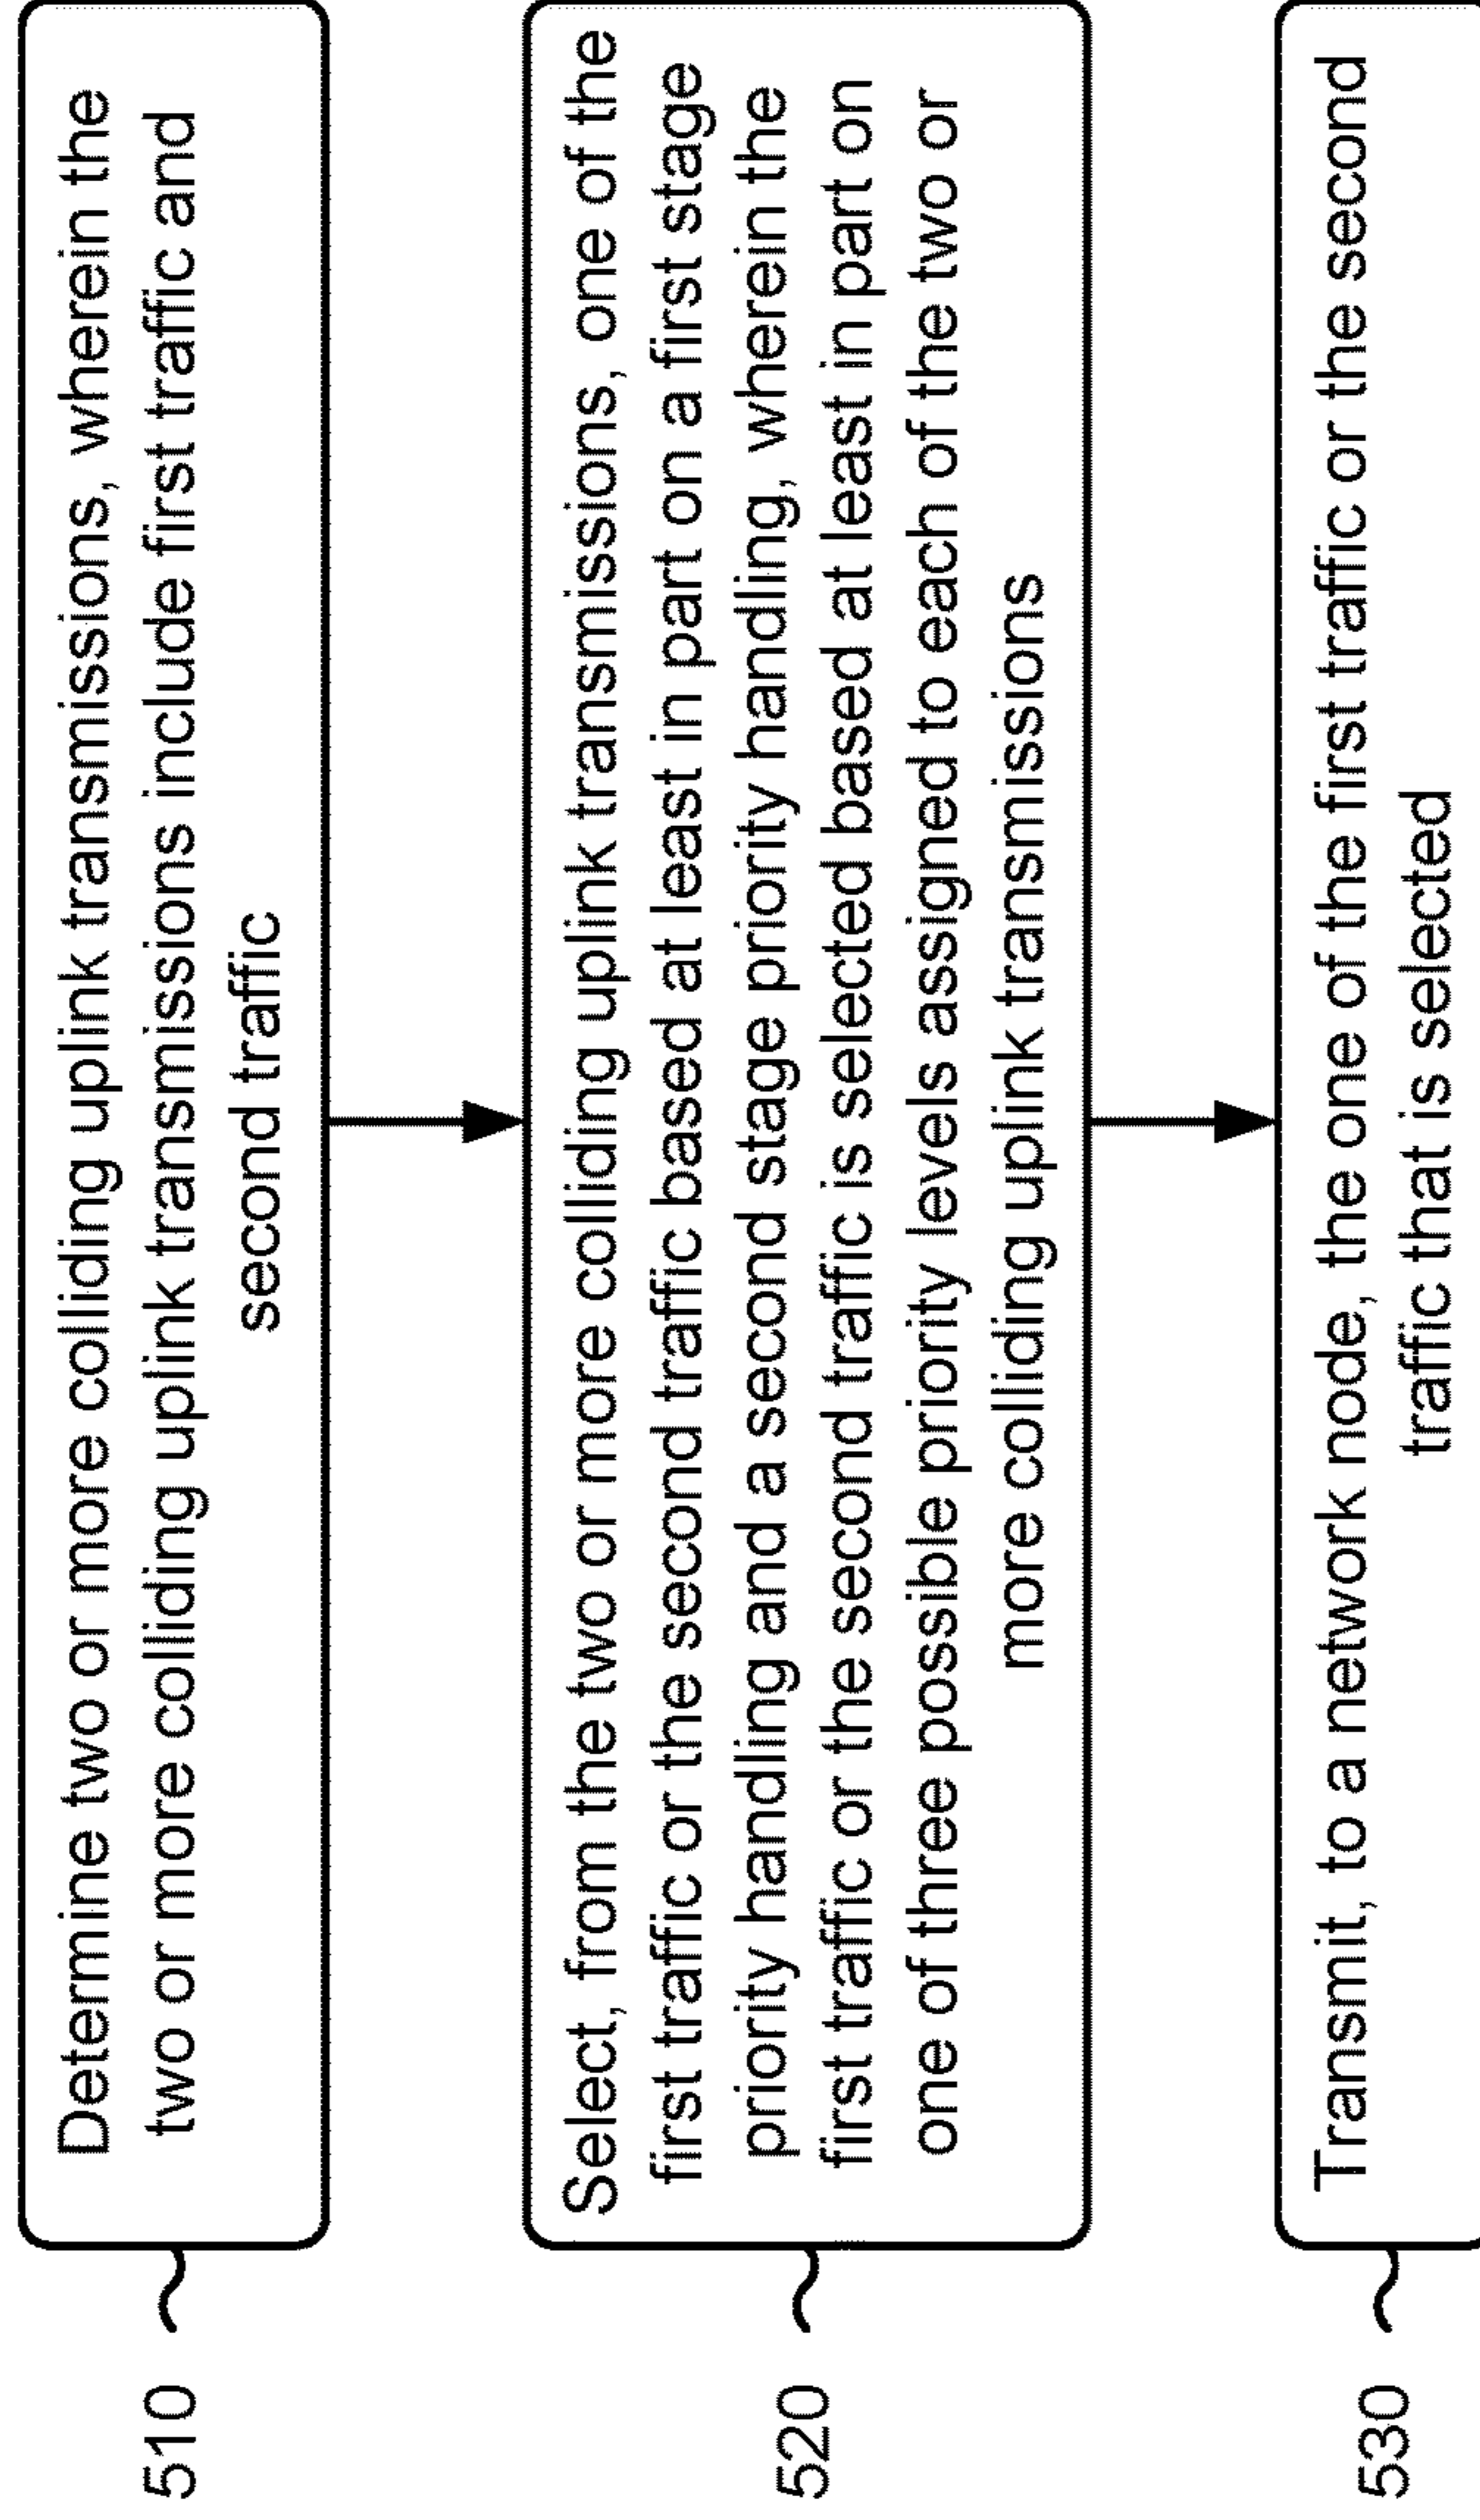 510
Determine two or more colliding uplink transmissions, wherein the
two or more colliding uplink transmissions include first traffic and
second traffic
520
Select, from the two or more colliding uplink transmissions, one of the
first traffic or the second traffic based at least in part on a first stage
priority handling and a second stage priority handling, wherein the
first traffic or the second traffic is selected based at least in part on
one of three possible priority levels assigned to each of the two or
more colliding uplink transmissions
530
Transmit, to a network node, the one of the first traffic or the second
traffic that is selected